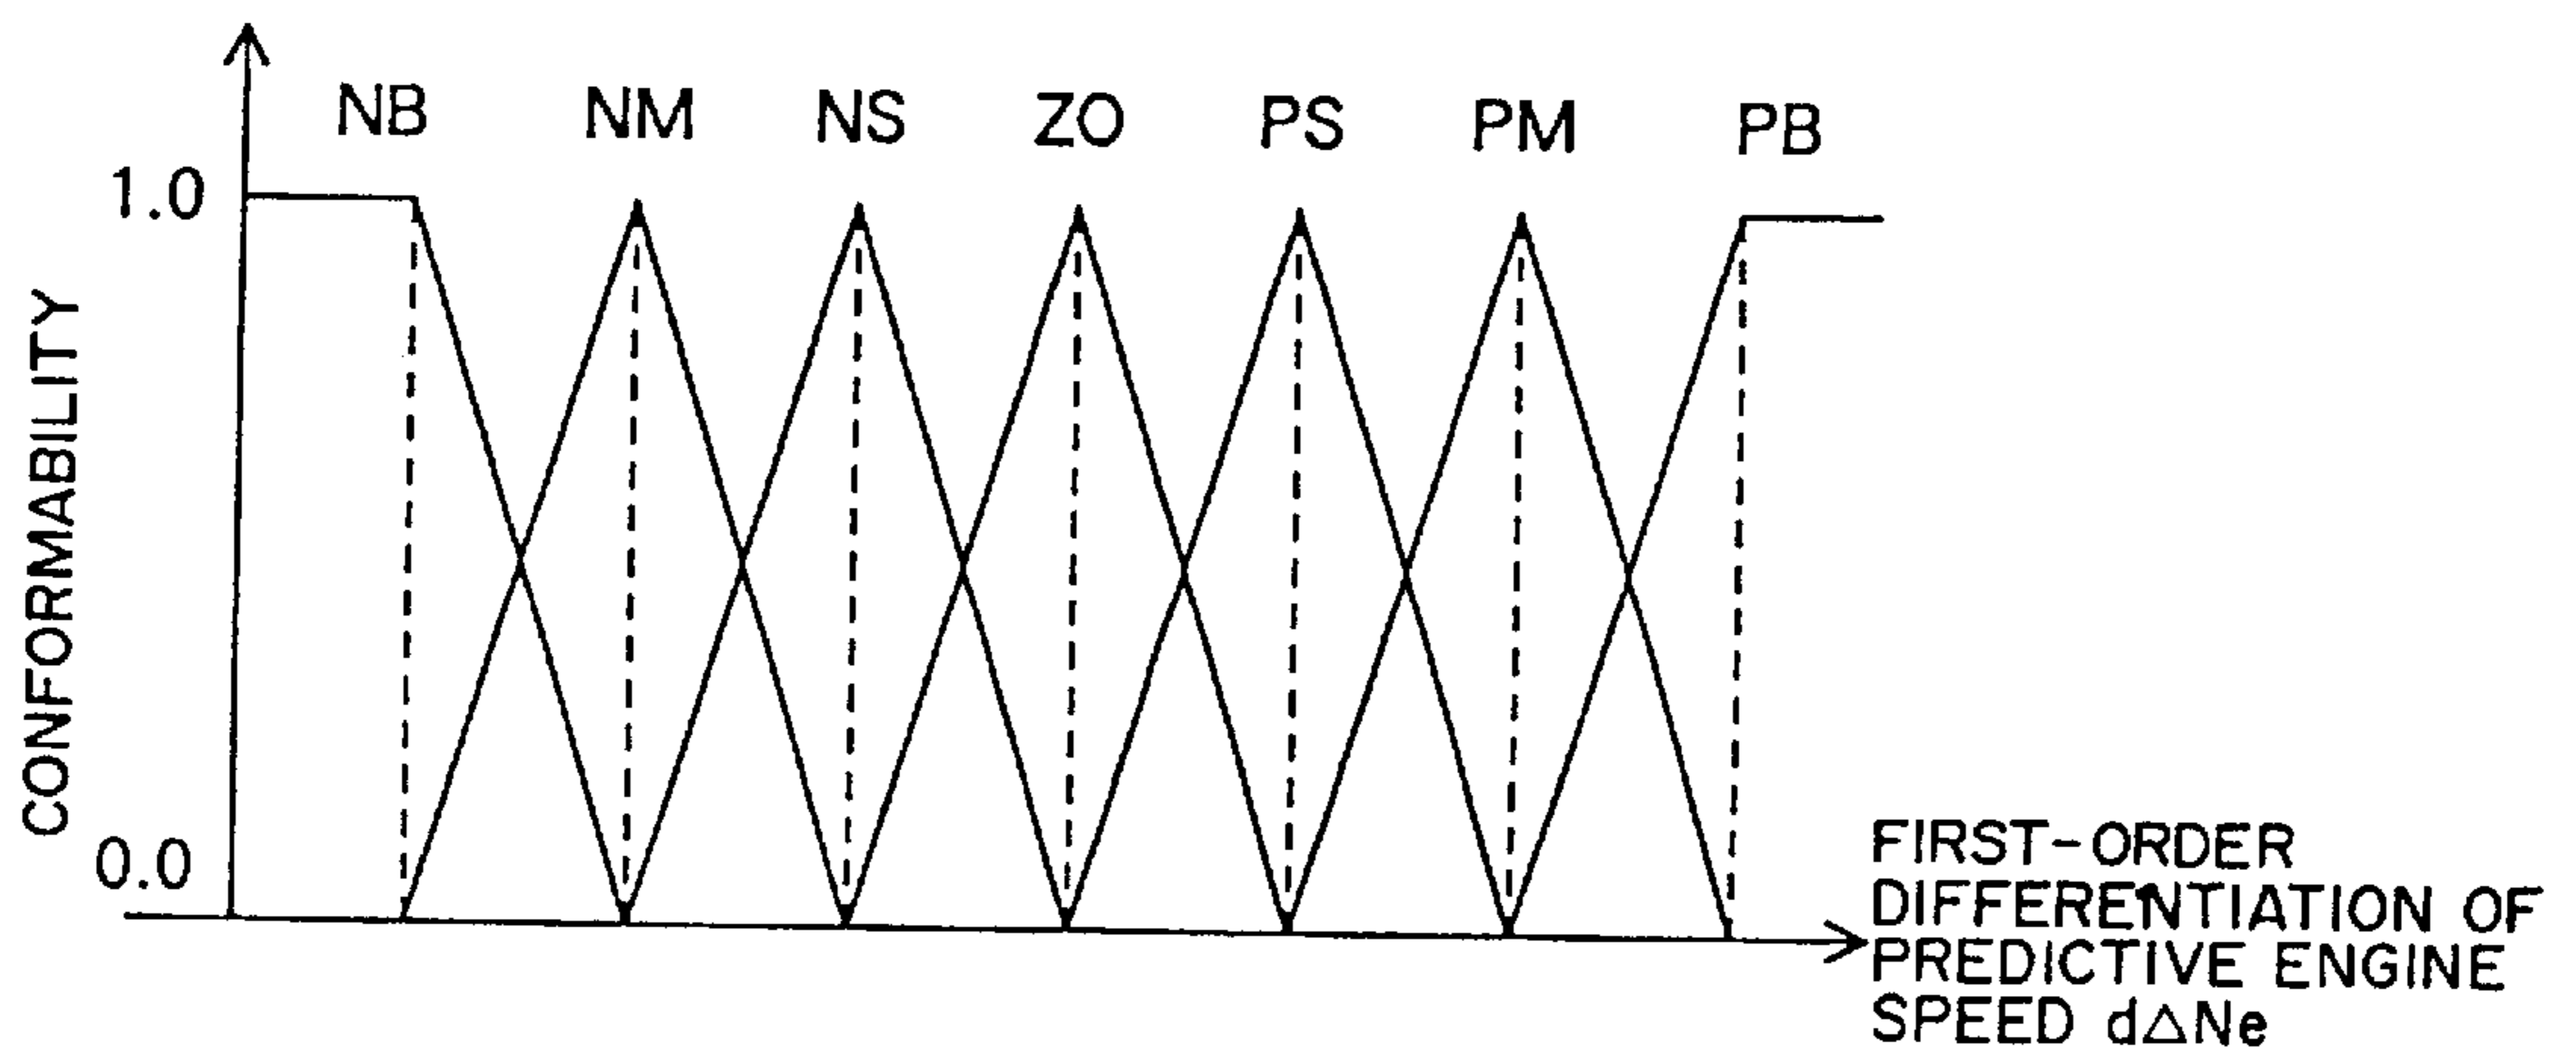 NB NM NS ZO PS PM PB
1.0
CONFORMABILITY
0.0
FIRST-ORDER
DIFFERENTIATION OF
PREDICTIVE ENGINE
SPEED d△Ne